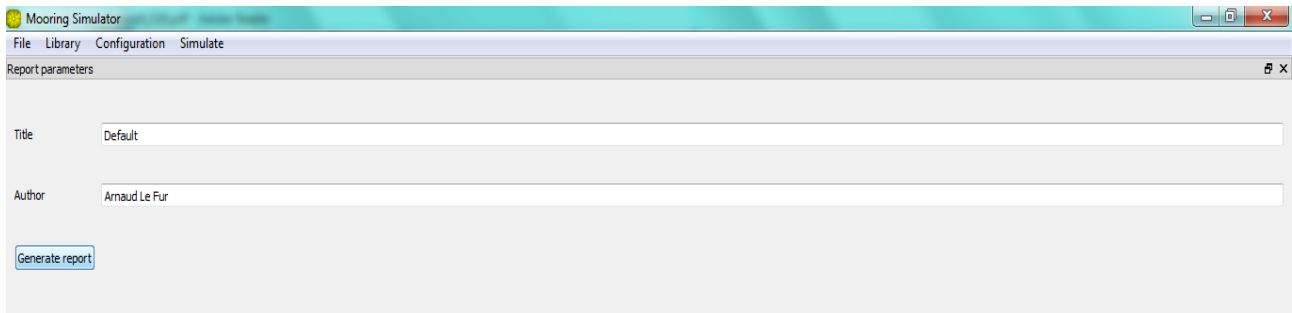 Mooring Simulator
File Library Configuration Simulate
Report parameters
Title Default
Author Arnaud Le Fur
Generate report